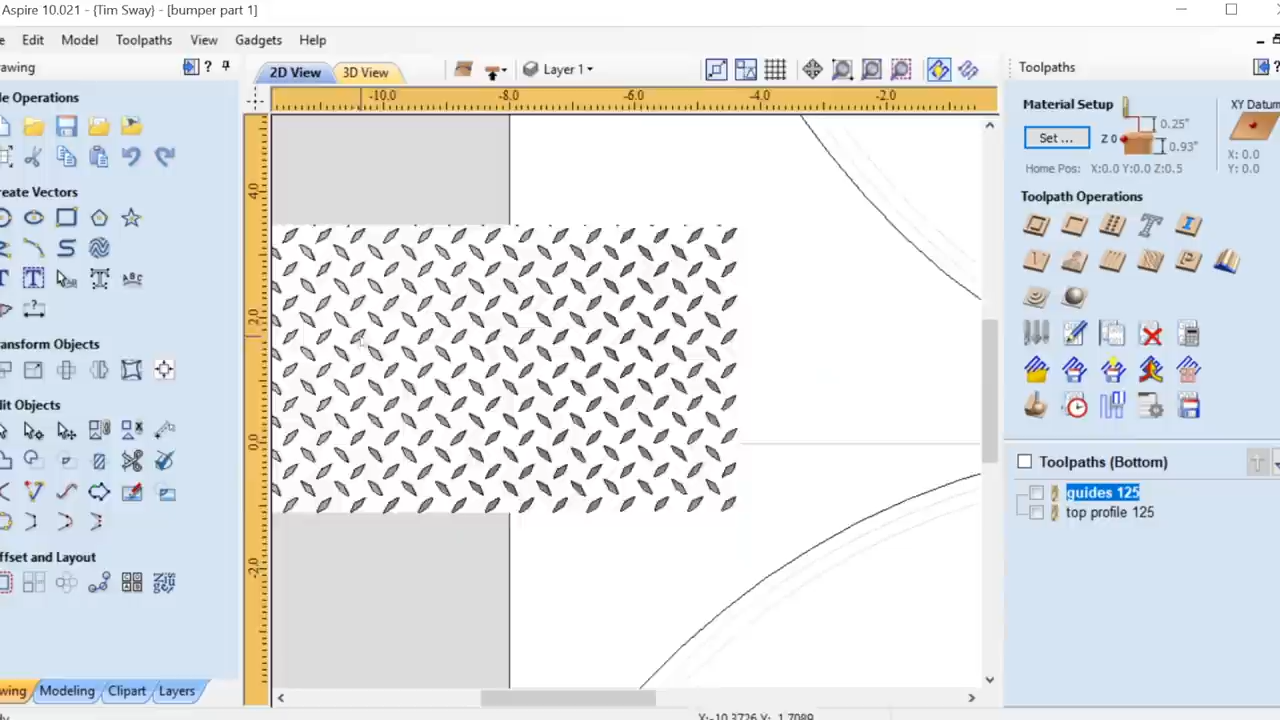 Aspire 10.021 - {Tim Sway} - [bumper part 1]
Edit Model Toolpaths View Gadgets Help
rawing
2D View 3D View Layer 1
Toolpaths
le Operations
reate Vectors
ransform Objects
dit Objects
ffset and Layout
wing Modeling Clipart Layers
-10.0 -8.0 -6.0 -4.0 -2.0
4.0
2.0
0.0
-2.0
Material Setup
XY Datum
Set ...
Z 0
0.25"
0.93"
Home Pos: X:0.0 Y:0.0 Z:0.5
X: 0.0
Y: 0.0
Toolpath Operations
Toolpaths (Bottom)
guides 125
top profile 125